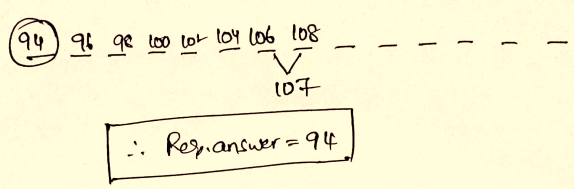 94 96 98 100 102 104 106 108 _ _ _ _ _ _ _
107
∴ Req. answer = 94